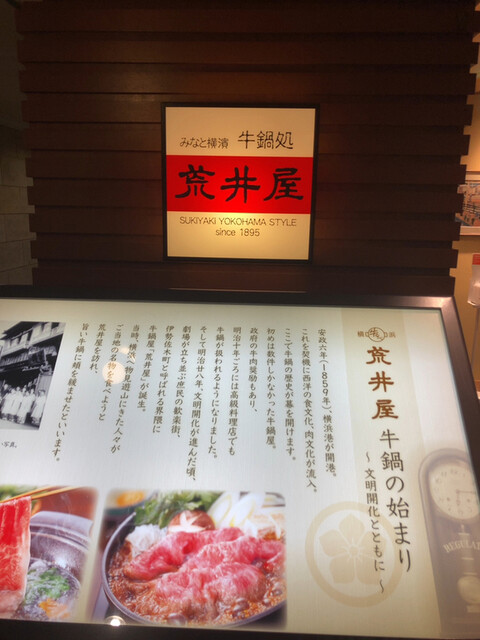 みなと横濱 牛鍋処
荒井屋
SUKIYAKI YOKOHAMA STYLE
since 1895
荒井屋 牛鍋の始まり
〜文明開化とともに〜
安政六年(1859年)、横浜港が開港。
これを契機に西洋の食文化、肉文化が流入。
ここで牛鍋の歴史が幕を開けます。
初めは数件しかなかった牛鍋屋。
政府の牛肉奨励もあり、
明治十年ごろには高級料理店でも
牛鍋が扱われるようになりました。
そして明治廿八年、文明開化が進んだ頃、
劇場が立ち並ぶ庶民の歓楽街、
伊勢佐木町と呼ばれる界隈に
牛鍋屋、「荒井屋」が誕生。
当時、横浜へ物見遊山にきた人々が
ご当地の名物を食べようと
荒井屋を訪れ、
旨い牛鍋に頬を緩ませたといいます。
REGULA